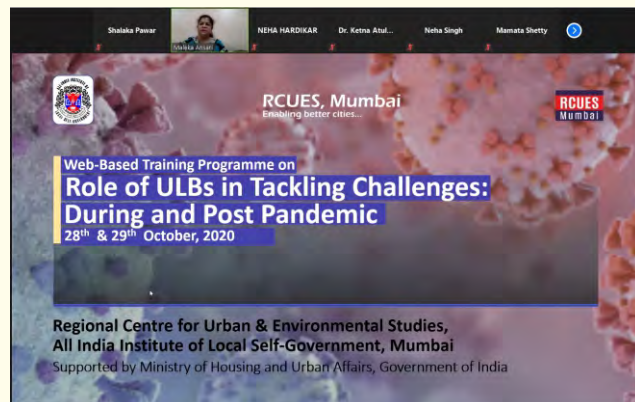 Shalaka Pawar
NEHA HARDIKAR
Dr. Ketna Atul...
Neha Singh
Mamata Shetty
Maleka Ansari
RCUES, Mumbai
Enabling better cities...
RCUES
Mumbai
Web-Based Training Programme on
Role of ULBs in Tackling Challenges:
During and Post Pandemic
28th & 29th October, 2020
Regional Centre for Urban & Environmental Studies,
All India Institute of Local Self-Government, Mumbai
Supported by Ministry of Housing and Urban Affairs, Government of India